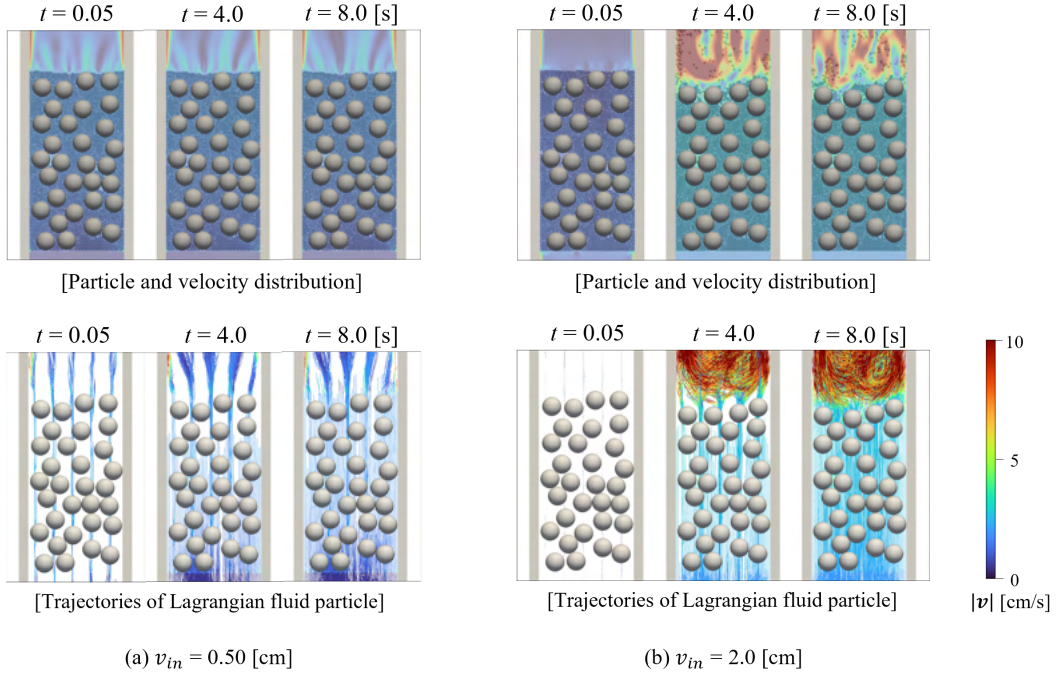 t = 0.05 t = 4.0 t = 8.0 [s]
t = 0.05 t = 4.0 t = 8.0 [s]
[Particle and velocity distribution]
[Particle and velocity distribution]
t = 0.05 t = 4.0 t = 8.0 [s]
t = 0.05 t = 4.0 t = 8.0 [s]
10
5
0
|v| [cm/s]
[Trajectories of Lagrangian fluid particle]
[Trajectories of Lagrangian fluid particle]
(a) v_in = 0.50 [cm]
(b) v_in = 2.0 [cm]